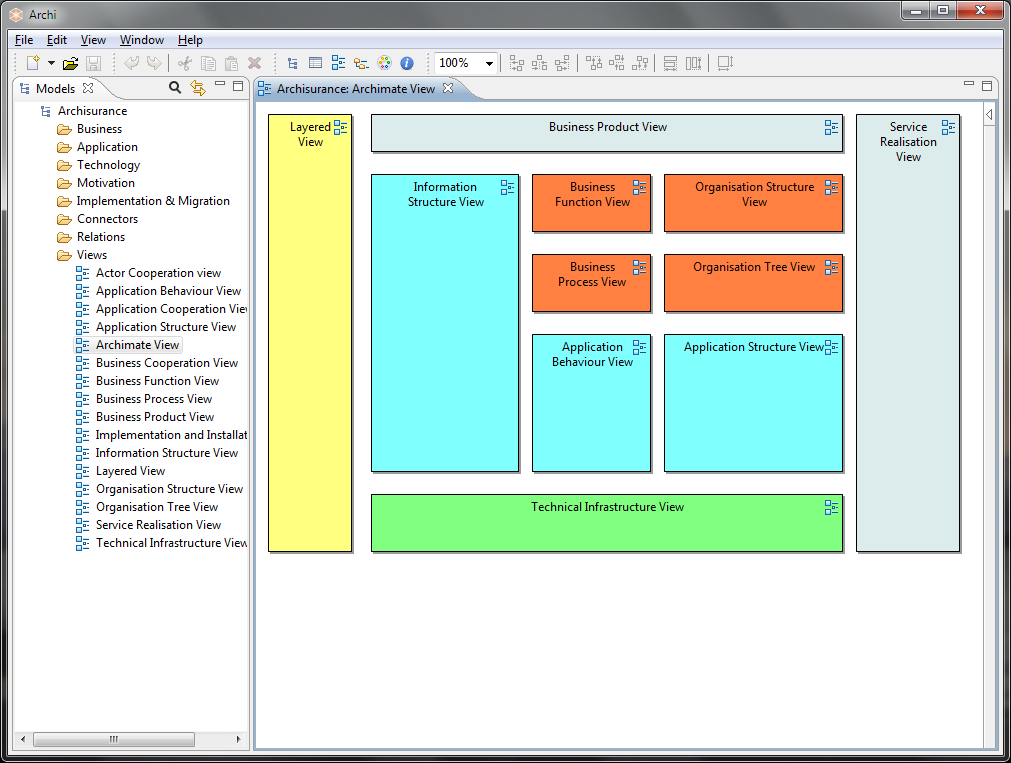 Archi
File Edit View Window Help
100%
Models
Archisurance
Business
Application
Technology
Motivation
Implementation & Migration
Connectors
Relations
Views
Actor Cooperation view
Application Behaviour View
Application Cooperation Vie
Application Structure View
Archimate View
Business Cooperation View
Business Function View
Business Process View
Business Product View
Implementation and Installat
Information Structure View
Layered View
Organisation Structure View
Organisation Tree View
Service Realisation View
Technical Infrastructure View
Archisurance: Archimate View
Layered
View
Business Product View
Service
Realisation
View
Information
Structure View
Business
Function View
Organisation Structure
View
Business
Process View
Organisation Tree View
Application
Behaviour View
Application Structure View
Technical Infrastructure View